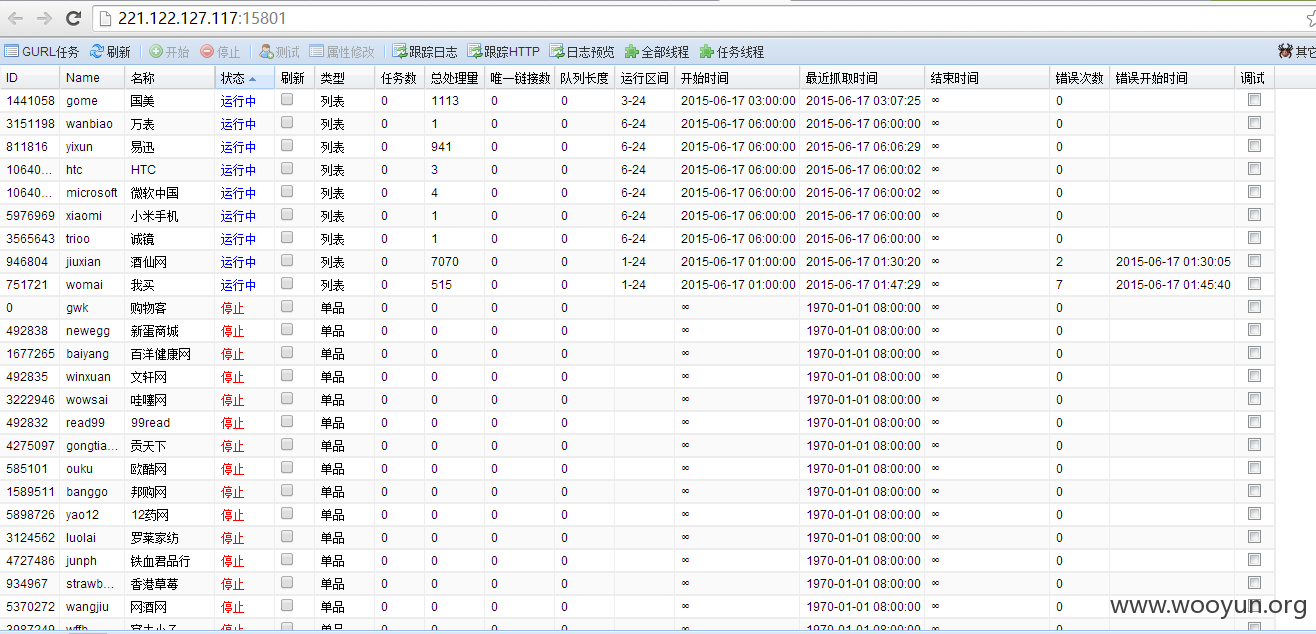 221.122.127.117:15801
GURL任务 刷新 开始 停止 测试 属性修改 跟踪日志 跟踪HTTP 日志预览 全部线程 任务线程 其它
ID Name 名称 状态 刷新 类型 任务数 总处理量 唯一链接数 队列长度 运行区间 开始时间 最近抓取时间 结束时间 错误次数 错误开始时间 调试
1441058 gome 国美 运行中 列表 0 1113 0 0 3-24 2015-06-17 03:00:00 2015-06-17 03:07:25 ∞ 0
3151198 wanbiao 万表 运行中 列表 0 1 0 0 6-24 2015-06-17 06:00:00 2015-06-17 06:00:00 ∞ 0
811816 yixun 易迅 运行中 列表 0 941 0 0 6-24 2015-06-17 06:00:00 2015-06-17 06:06:29 ∞ 0
10640... htc HTC 运行中 列表 0 3 0 0 6-24 2015-06-17 06:00:00 2015-06-17 06:00:02 ∞ 0
10640... microsoft 微软中国 运行中 列表 0 4 0 0 6-24 2015-06-17 06:00:00 2015-06-17 06:00:02 ∞ 0
5976969 xiaomi 小米手机 运行中 列表 0 1 0 0 6-24 2015-06-17 06:00:00 2015-06-17 06:00:00 ∞ 0
3565643 trioo 诚镜 运行中 列表 0 1 0 0 6-24 2015-06-17 06:00:00 2015-06-17 06:00:00 ∞ 0
946804 jiuxian 酒仙网 运行中 列表 0 7070 0 0 1-24 2015-06-17 01:00:00 2015-06-17 01:30:20 ∞ 2 2015-06-17 01:30:05
751721 womai 我买 运行中 列表 0 515 0 0 1-24 2015-06-17 01:00:00 2015-06-17 01:47:29 ∞ 7 2015-06-17 01:45:40
0 gwk 购物客 停止 单品 0 0 0 0 ∞ 1970-01-01 08:00:00 ∞ 0
492838 newegg 新蛋商城 停止 单品 0 0 0 0 ∞ 1970-01-01 08:00:00 ∞ 0
1677265 baiyang 百洋健康网 停止 单品 0 0 0 0 ∞ 1970-01-01 08:00:00 ∞ 0
492835 winxuan 文轩网 停止 单品 0 0 0 0 ∞ 1970-01-01 08:00:00 ∞ 0
3222946 wowsai 哇噻网 停止 单品 0 0 0 0 ∞ 1970-01-01 08:00:00 ∞ 0
492832 read99 99read 停止 单品 0 0 0 0 ∞ 1970-01-01 08:00:00 ∞ 0
4275097 gongtia... 贡天下 停止 单品 0 0 0 0 ∞ 1970-01-01 08:00:00 ∞ 0
585101 ouku 欧酷网 停止 单品 0 0 0 0 ∞ 1970-01-01 08:00:00 ∞ 0
1589511 banggo 邦购网 停止 单品 0 0 0 0 ∞ 1970-01-01 08:00:00 ∞ 0
5898726 yao12 12药网 停止 单品 0 0 0 0 ∞ 1970-01-01 08:00:00 ∞ 0
3124562 luolai 罗莱家纺 停止 单品 0 0 0 0 ∞ 1970-01-01 08:00:00 ∞ 0
4727486 junph 铁血君品行 停止 单品 0 0 0 0 ∞ 1970-01-01 08:00:00 ∞ 0
934967 strawb... 香港草莓 停止 单品 0 0 0 0 ∞ 1970-01-01 08:00:00 ∞ 0
5370272 wangjiu 网酒网 停止 单品 0 0 0 0 ∞ 1970-01-01 08:00:00 ∞ 0
www.wooyun.org